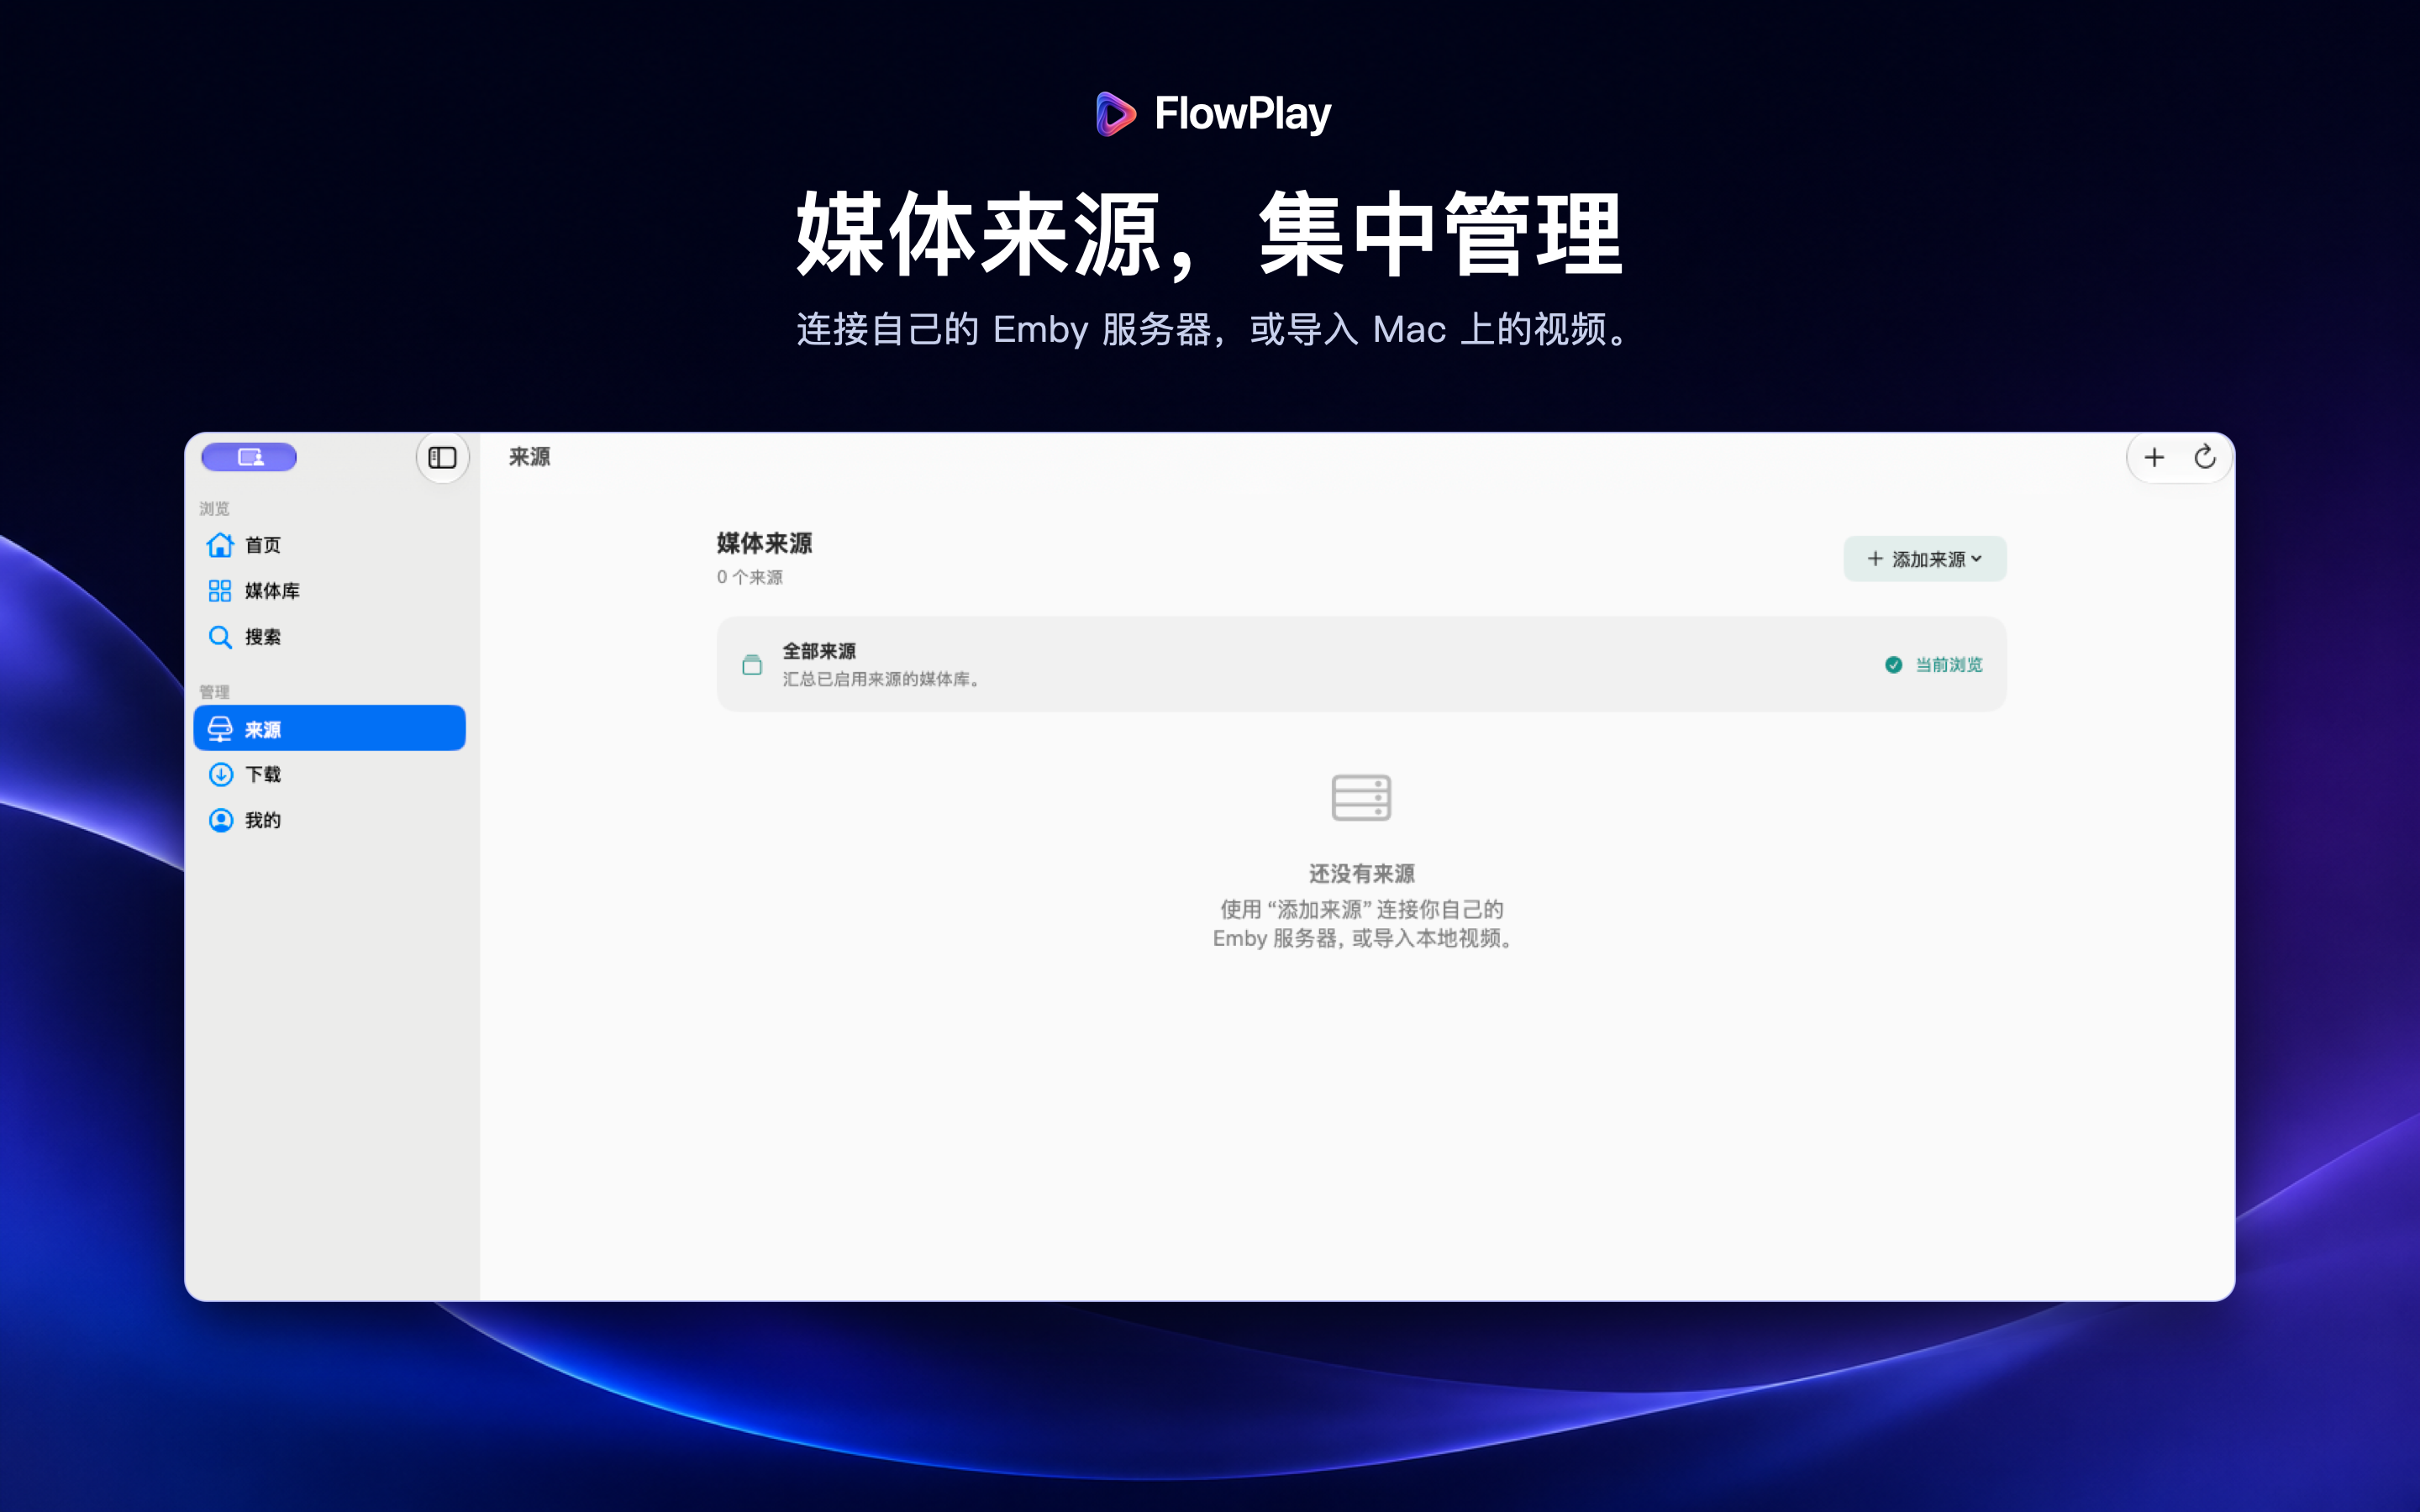 FlowPlay
媒体来源，集中管理
连接自己的 Emby 服务器，或导入 Mac 上的视频。
来源
浏览
首页
媒体库
搜索
管理
来源
下载
我的
媒体来源
0 个来源
添加来源
全部来源
汇总已启用来源的媒体库。
当前浏览
还没有来源
使用 “添加来源” 连接你自己的
Emby 服务器, 或导入本地视频。